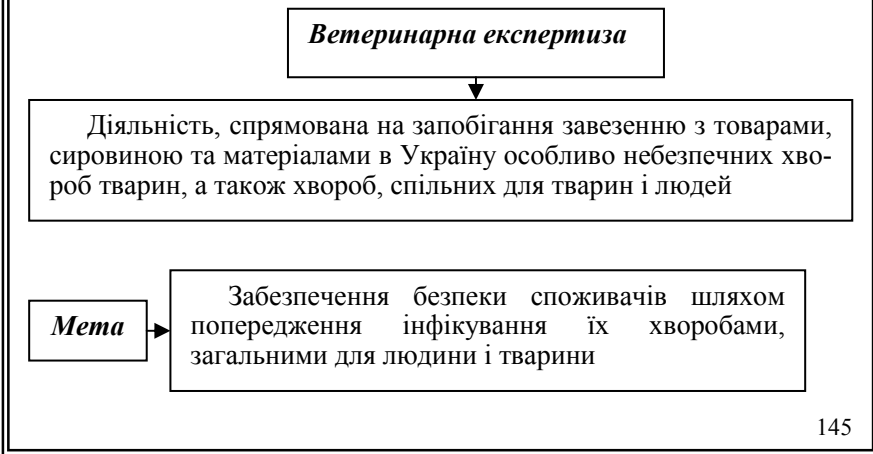 Ветеринарна експертиза
Діяльність, спрямована на запобігання завезенню з товарами,
сировиною та матеріалами в Україну особливо небезпечних хво-
роб тварин, а також хвороб, спільних для тварин і людей
Мета
Забезпечення безпеки споживачів шляхом
попередження інфікування їх хворобами,
загальними для людини і тварини
145